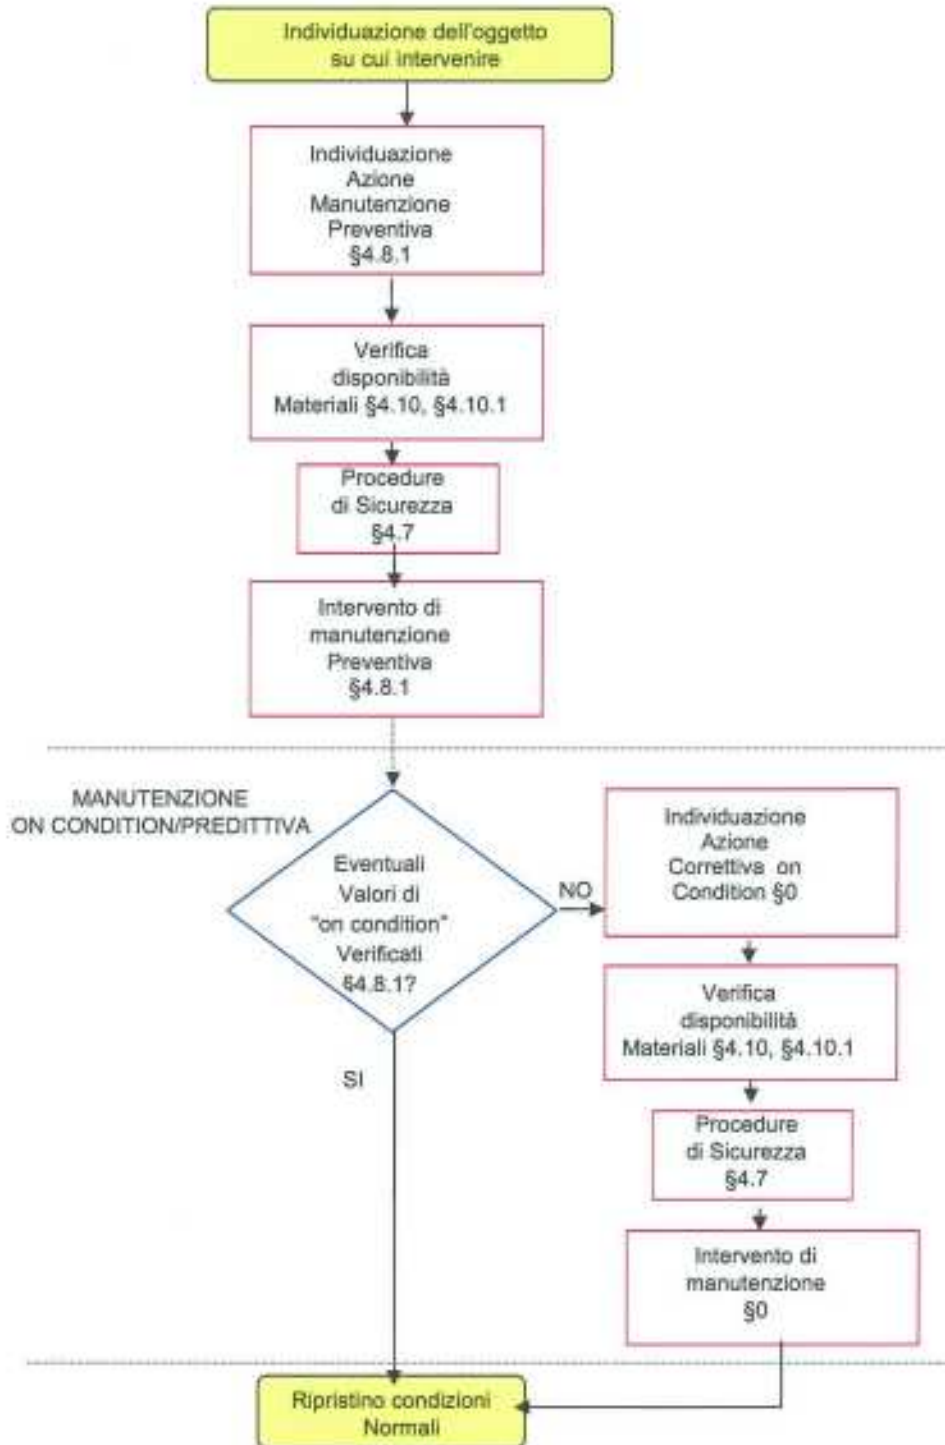 Individuazione dell'oggetto
su cui intervenire
Individuazione
Azione
Manutenzione
Preventiva
§4.8.1
Verifica
disponibilità
Materiali §4.10, §4.10.1
Procedure
di Sicurezza
§4.7
Intervento di
manutenzione
Preventiva
§4.8.1
MANUTENZIONE
ON CONDITION/PREDITTIVA
Eventuali
Valori di
"on condition"
Verificati
§4.8.1?
NO
SI
Individuazione
Azione
Correttiva on
Condition §0
Verifica
disponibilità
Materiali §4.10, §4.10.1
Procedure
di Sicurezza
§4.7
Intervento di
manutenzione
§0
Ripristino condizioni
Normali